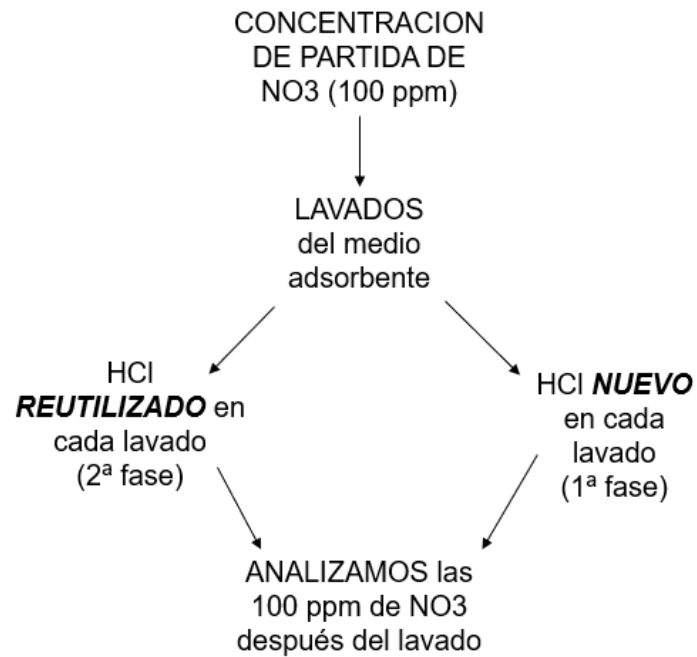 CONCENTRACION
DE PARTIDA DE
NO3 (100 ppm)
LAVADOS
del medio
adsorbente
HCl
REUTILIZADO en
cada lavado
(2ª fase)
HCl NUEVO
en cada
lavado
(1ª fase)
ANALIZAMOS las
100 ppm de NO3
después del lavado